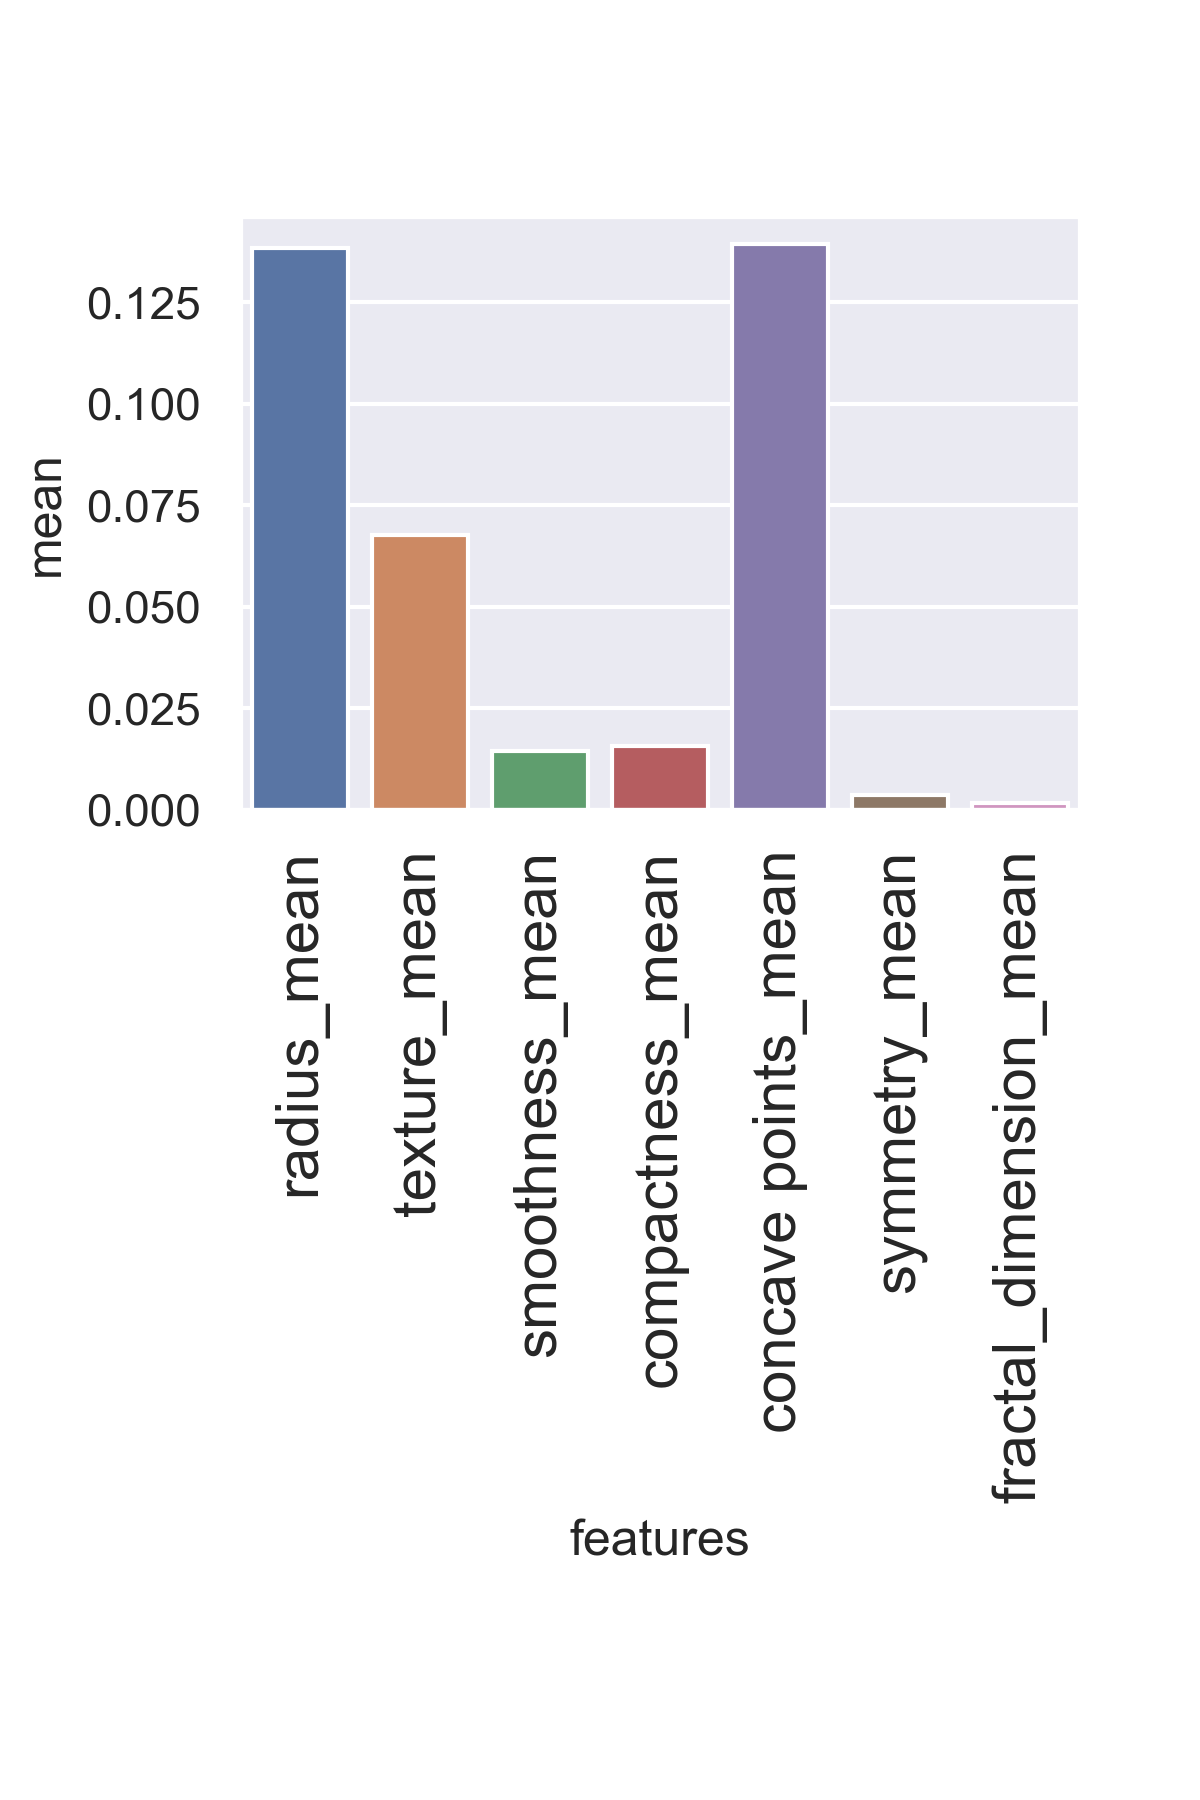 0.125
0.100
0.075
0.050
0.025
0.000
mean
radius_mean
texture_mean
smoothness_mean
compactness_mean
concave points_mean
symmetry_mean
fractal_dimension_mean
features